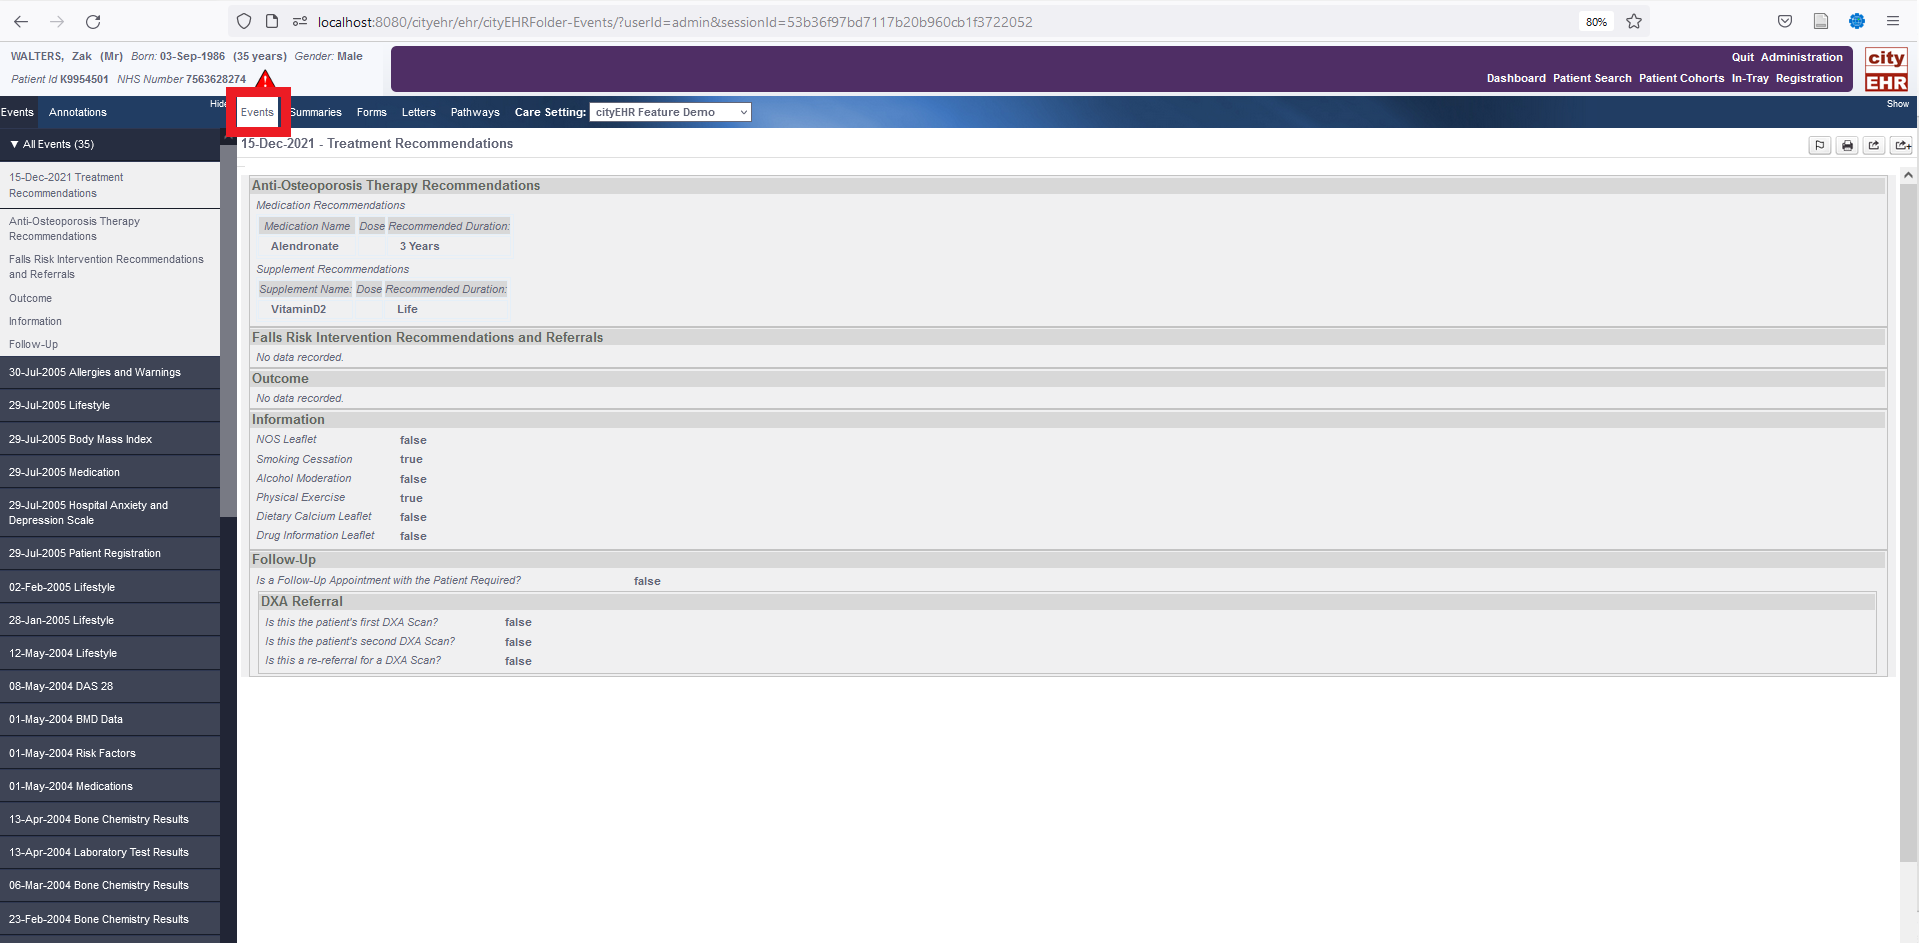 localhost:8080/cityehr/ehr/cityEHRFolder-Events/?userId=admin&sessionId=53b36f97bd7117b20b960cb1f3722052
80%
WALTERS, Zak (Mr) Born: 03-Sep-1986 (35 years) Gender: Male
Patient Id K9954501 NHS Number 7563628274
Quit Administration
Dashboard Patient Search Patient Cohorts In-Tray Registration
city
EHR
Events Annotations
Hide
Events Summaries Forms Letters Pathways Care Setting: cityEHR Feature Demo
Show
All Events (35)
15-Dec-2021 Treatment
Recommendations
Anti-Osteoporosis Therapy
Recommendations
Falls Risk Intervention Recommendations
and Referrals
Outcome
Information
Follow-Up
30-Jul-2005 Allergies and Warnings
29-Jul-2005 Lifestyle
29-Jul-2005 Body Mass Index
29-Jul-2005 Medication
29-Jul-2005 Hospital Anxiety and
Depression Scale
29-Jul-2005 Patient Registration
02-Feb-2005 Lifestyle
28-Jan-2005 Lifestyle
12-May-2004 Lifestyle
08-May-2004 DAS 28
01-May-2004 BMD Data
01-May-2004 Risk Factors
01-May-2004 Medications
13-Apr-2004 Bone Chemistry Results
13-Apr-2004 Laboratory Test Results
06-Mar-2004 Bone Chemistry Results
23-Feb-2004 Bone Chemistry Results
15-Dec-2021 - Treatment Recommendations
Anti-Osteoporosis Therapy Recommendations
Medication Recommendations
Medication Name Dose Recommended Duration:
Alendronate 3 Years
Supplement Recommendations
Supplement Name: Dose Recommended Duration:
VitaminD2 Life
Falls Risk Intervention Recommendations and Referrals
No data recorded.
Outcome
No data recorded.
Information
NOS Leaflet false
Smoking Cessation true
Alcohol Moderation false
Physical Exercise true
Dietary Calcium Leaflet false
Drug Information Leaflet false
Follow-Up
Is a Follow-Up Appointment with the Patient Required? false
DXA Referral
Is this the patient's first DXA Scan? false
Is this the patient's second DXA Scan? false
Is this a re-referral for a DXA Scan? false